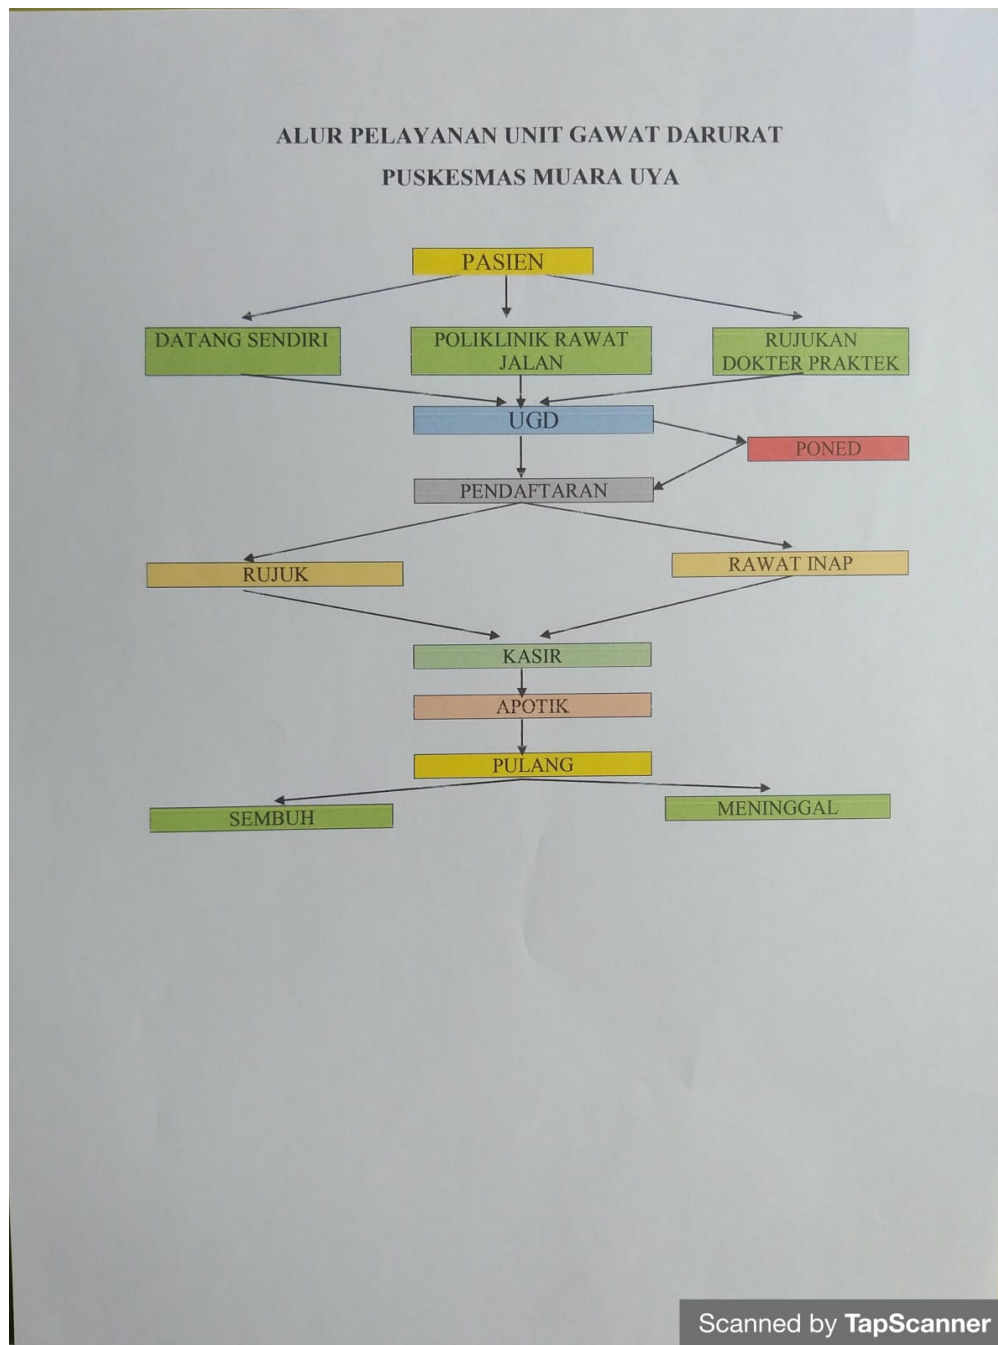 ALUR PELAYANAN UNIT GAWAT DARURAT
PUSKESMAS MUARA UYA
PASIEN
DATANG SENDIRI
POLIKLINIK RAWAT
JALAN
RUJUKAN
DOKTER PRAKTEK
UGD
PONED
PENDAFTARAN
RUJUK
RAWAT INAP
KASIR
APOTIK
PULANG
SEMBUH
MENINGGAL
Scanned by TapScanner